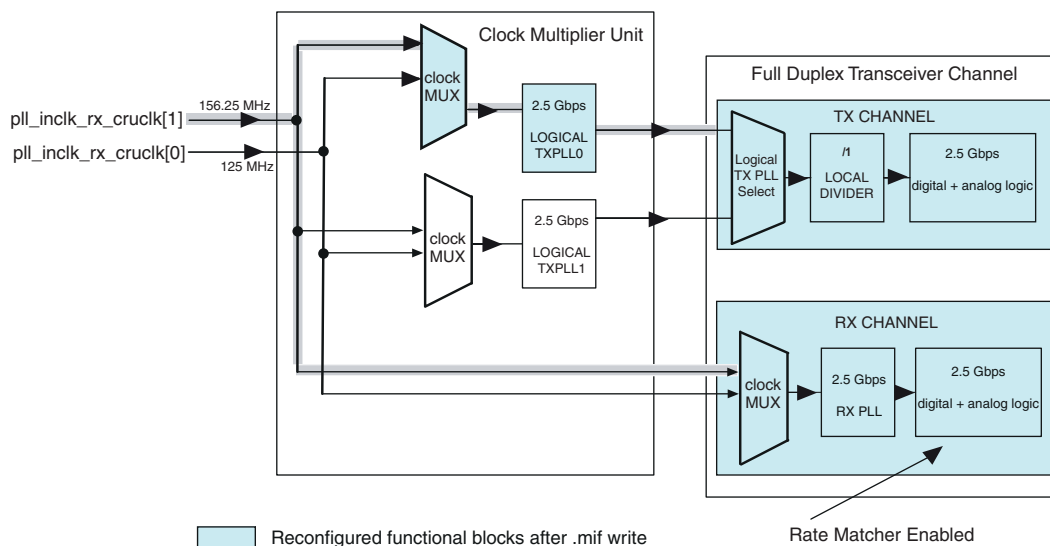 Clock Multiplier Unit
Full Duplex Transceiver Channel
pll_inclk_rx_cruclk[1]
156.25 MHz
pll_inclk_rx_cruclk[0]
125 MHz
clock
MUX
2.5 Gbps
LOGICAL
TXPLL0
clock
MUX
2.5 Gbps
LOGICAL
TXPLL1
TX CHANNEL
Logical
TX PLL
Select
/1
LOCAL
DIVIDER
2.5 Gbps
digital + analog logic
RX CHANNEL
clock
MUX
2.5 Gbps
RX PLL
2.5 Gbps
digital + analog logic
Rate Matcher Enabled
Reconfigured functional blocks after .mif write